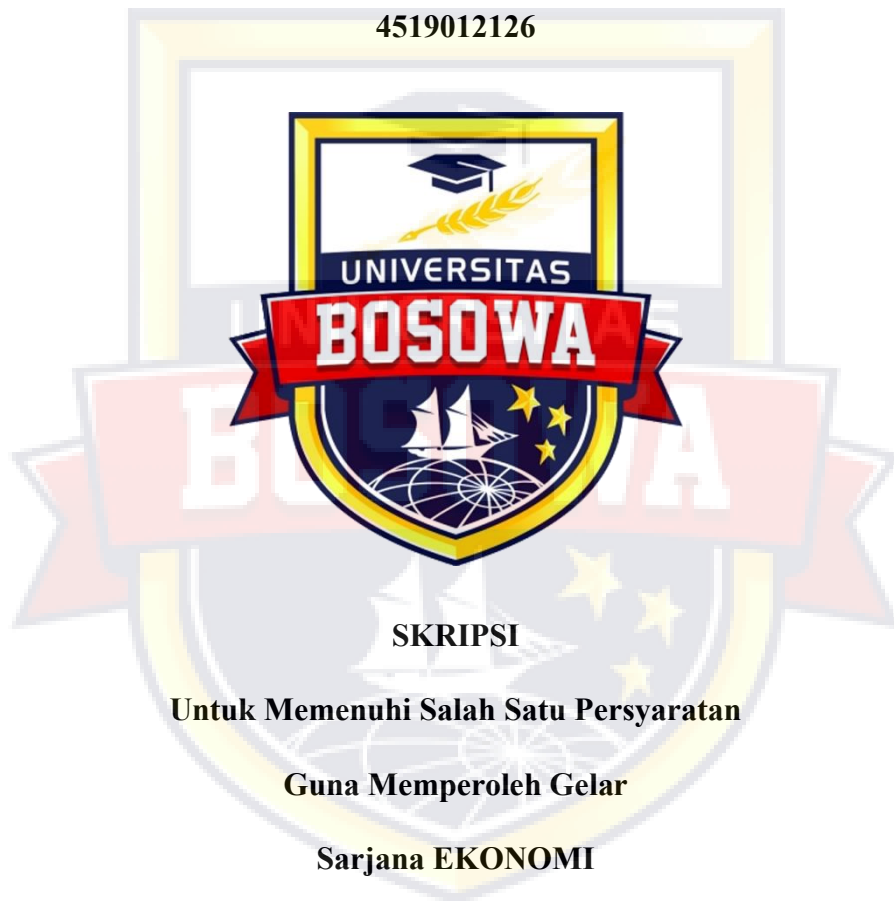 4519012126
UNIVERSITAS
BOSOWA
SKRIPSI
Untuk Memenuhi Salah Satu Persyaratan
Guna Memperoleh Gelar
Sarjana EKONOMI